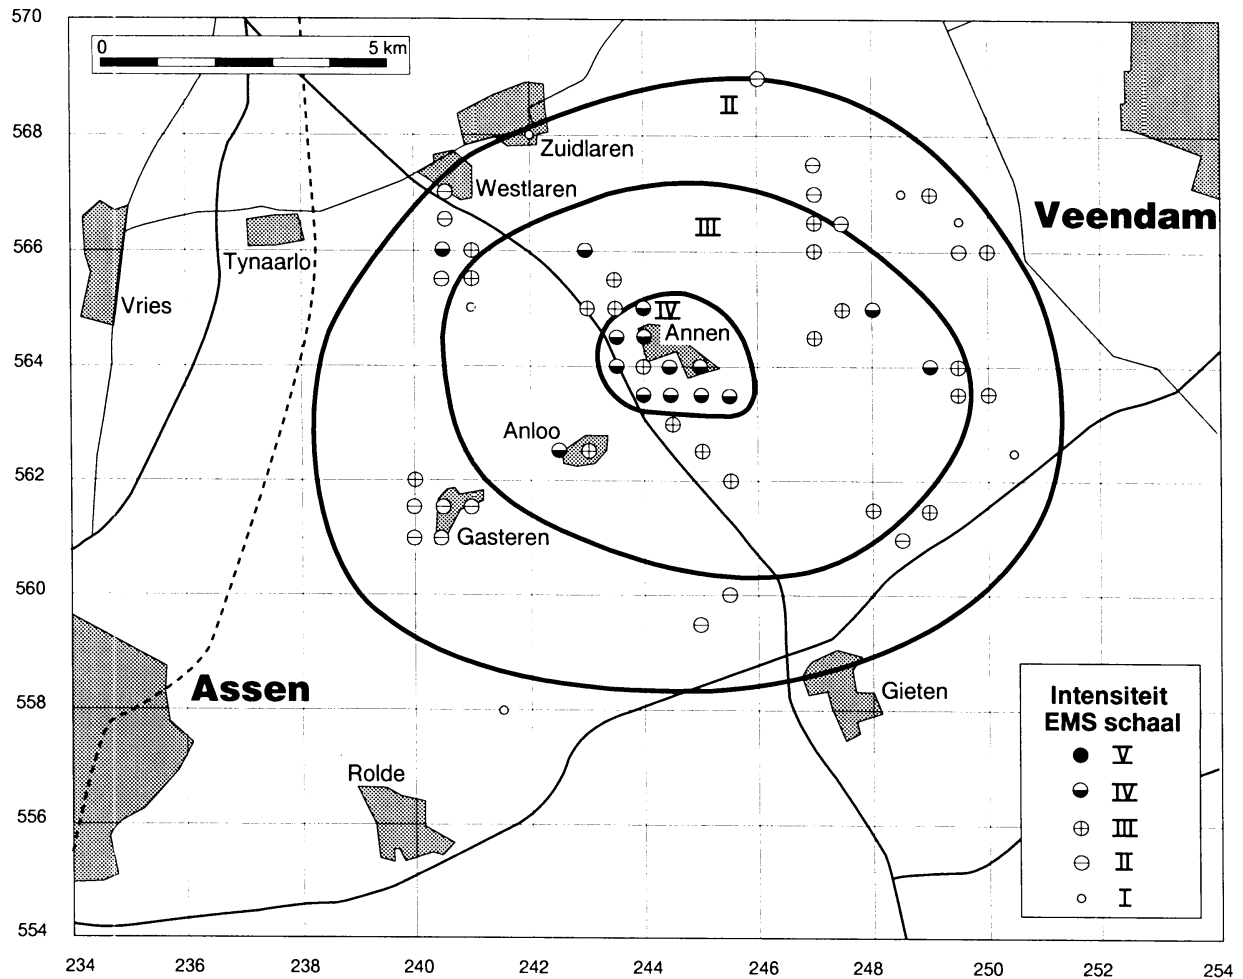 570
0 5 km
II
568
Zuidlaren
Westlaren
III
Veendam
566
Tynaarlo
Vries
IV
Annen
564
Anloo
562
Gasteren
560
Assen
Gieten
558
Intensiteit
EMS schaal
V
IV
III
II
I
Rolde
556
554
234 236 238 240 242 244 246 248 250 252 254